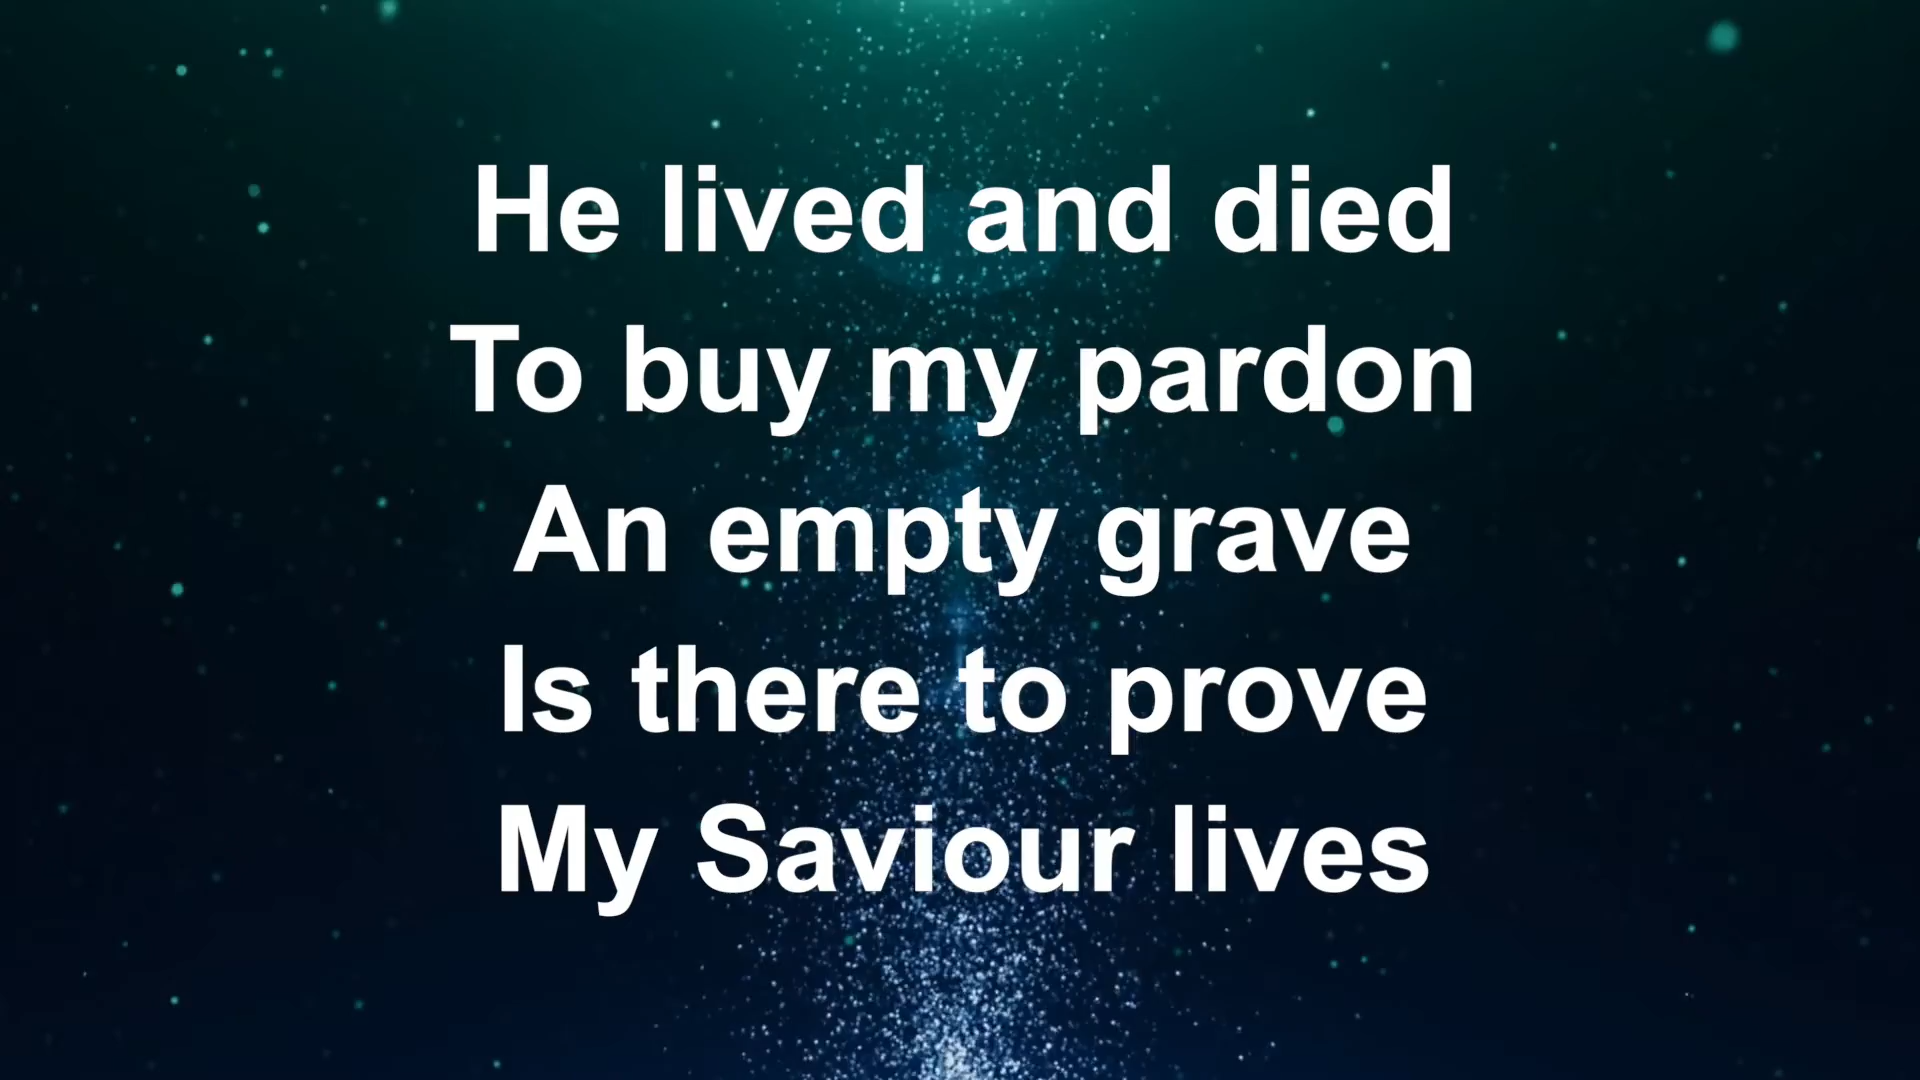 He lived and died
To buy my pardon
An empty grave
Is there to prove
My Saviour lives